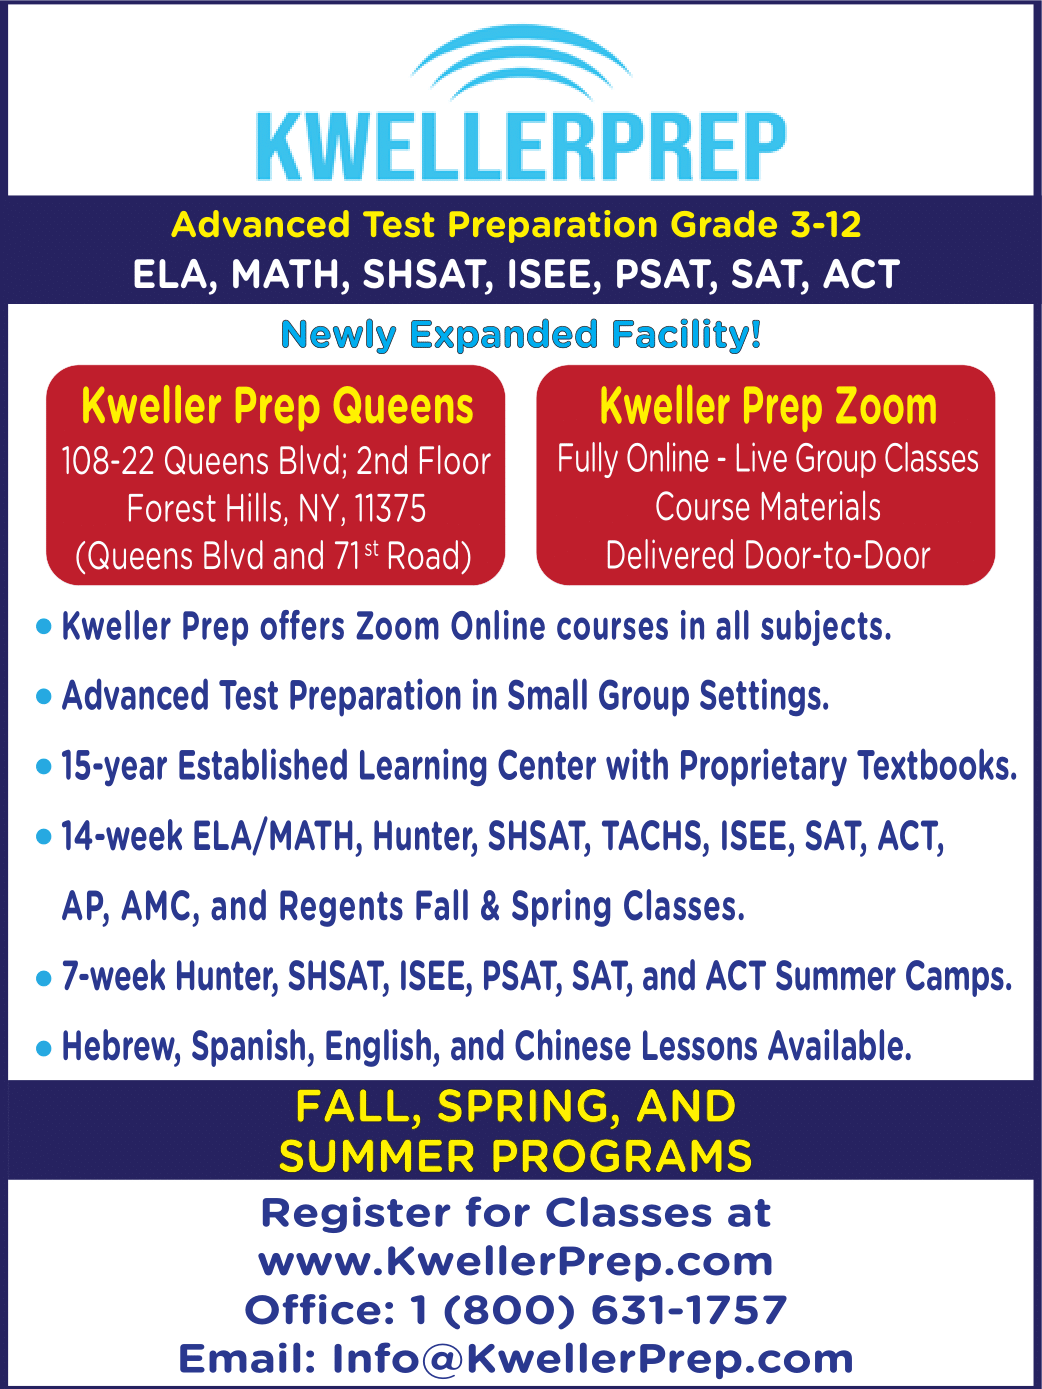 KWELLERPREP
Advanced Test Preparation Grade 3-12
ELA, MATH, SHSAT, ISEE, PSAT, SAT, ACT
Newly Expanded Facility!
Kweller Prep Queens
108-22 Queens Blvd; 2nd Floor
Forest Hills, NY, 11375
(Queens Blvd and 71st Road)
Kweller Prep Zoom
Fully Online - Live Group Classes
Course Materials
Delivered Door-to-Door
• Kweller Prep offers Zoom Online courses in all subjects.
• Advanced Test Preparation in Small Group Settings.
• 15-year Established Learning Center with Proprietary Textbooks.
• 14-week ELA/MATH, Hunter, SHSAT, TACHS, ISEE, SAT, ACT,
AP, AMC, and Regents Fall & Spring Classes.
• 7-week Hunter, SHSAT, ISEE, PSAT, SAT, and ACT Summer Camps.
• Hebrew, Spanish, English, and Chinese Lessons Available.
FALL, SPRING, AND
SUMMER PROGRAMS
Register for Classes at
www.KwellerPrep.com
Office: 1 (800) 631-1757
Email: Info@KwellerPrep.com